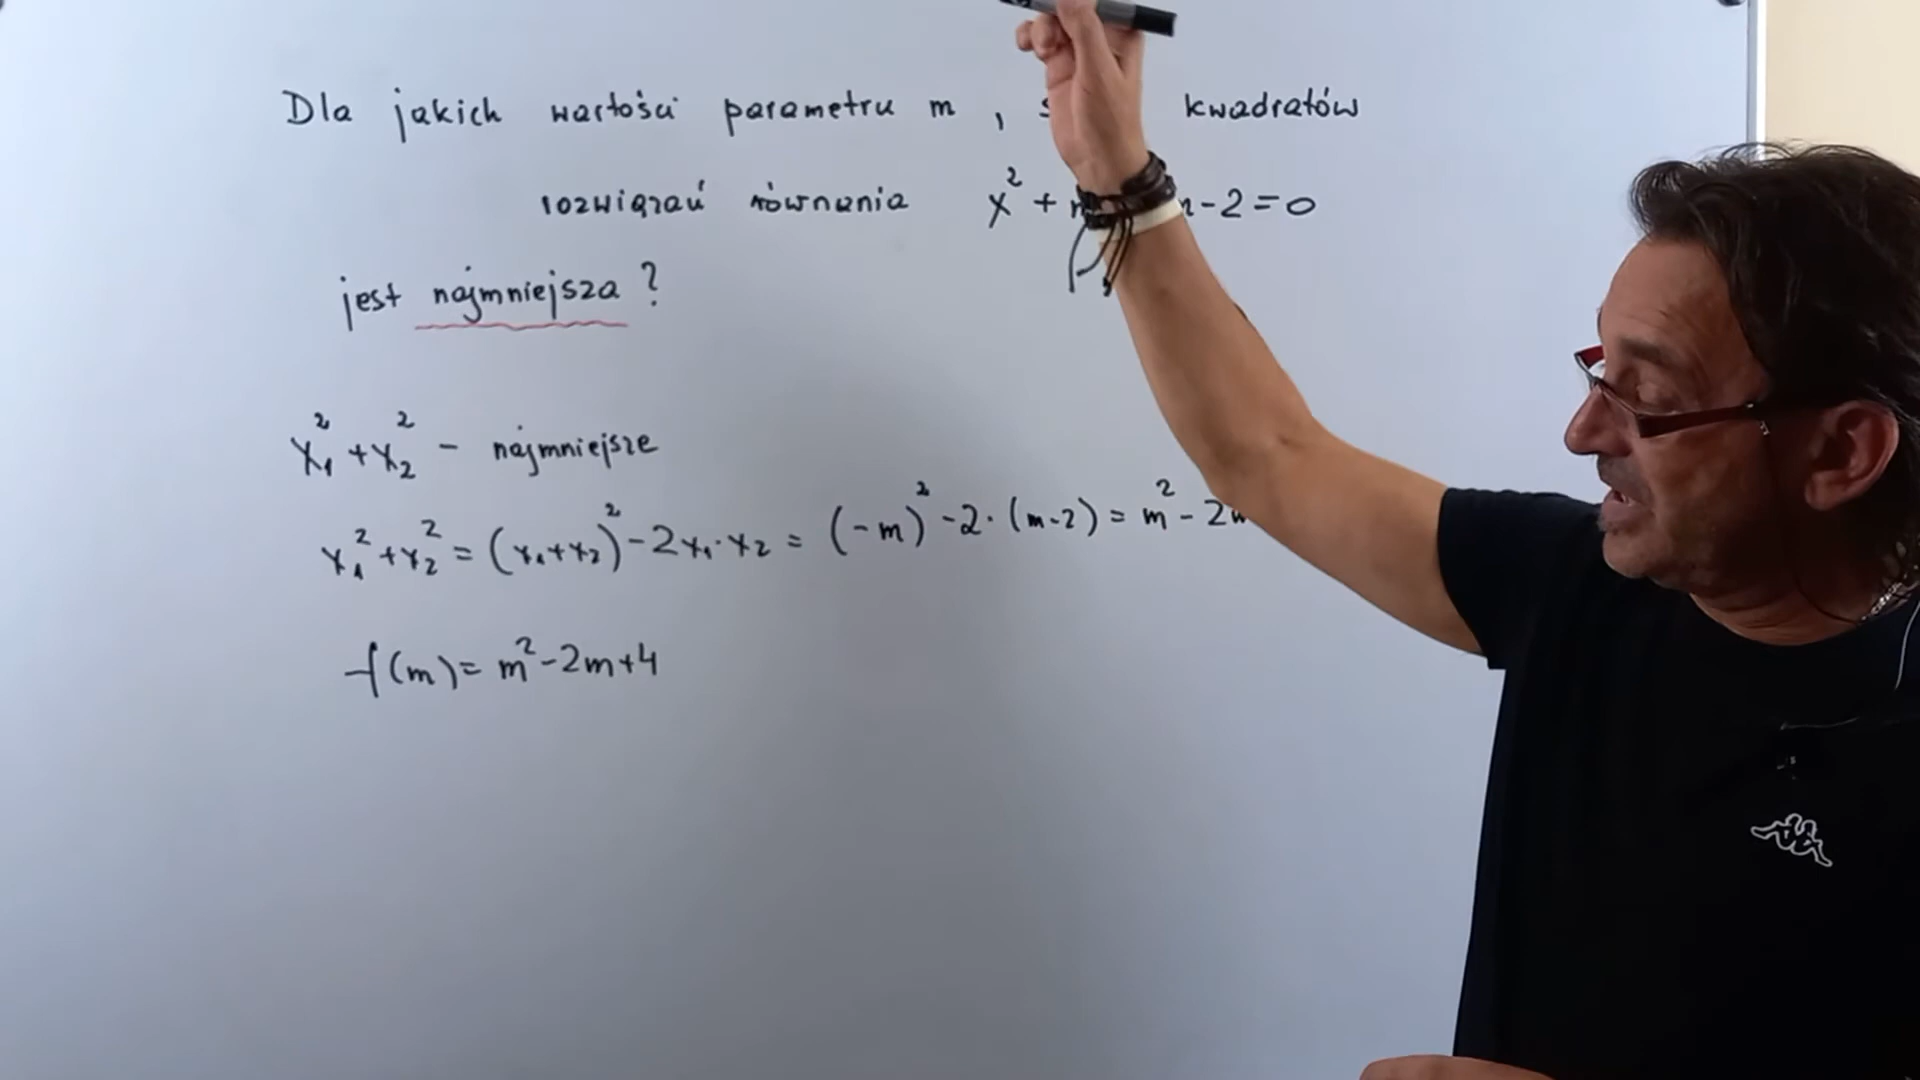 Dla jakich wartości parametru m , kwadratów
rozwiązań równania x² + -2=0
jest najmniejsza ?
x₁² + x₂² - najmniejsze
x₁² + x₂² = (x₁+x₂)² - 2x₁·x₂ = (-m)² - 2·(m-2) = m² - 2
f(m) = m² - 2m + 4